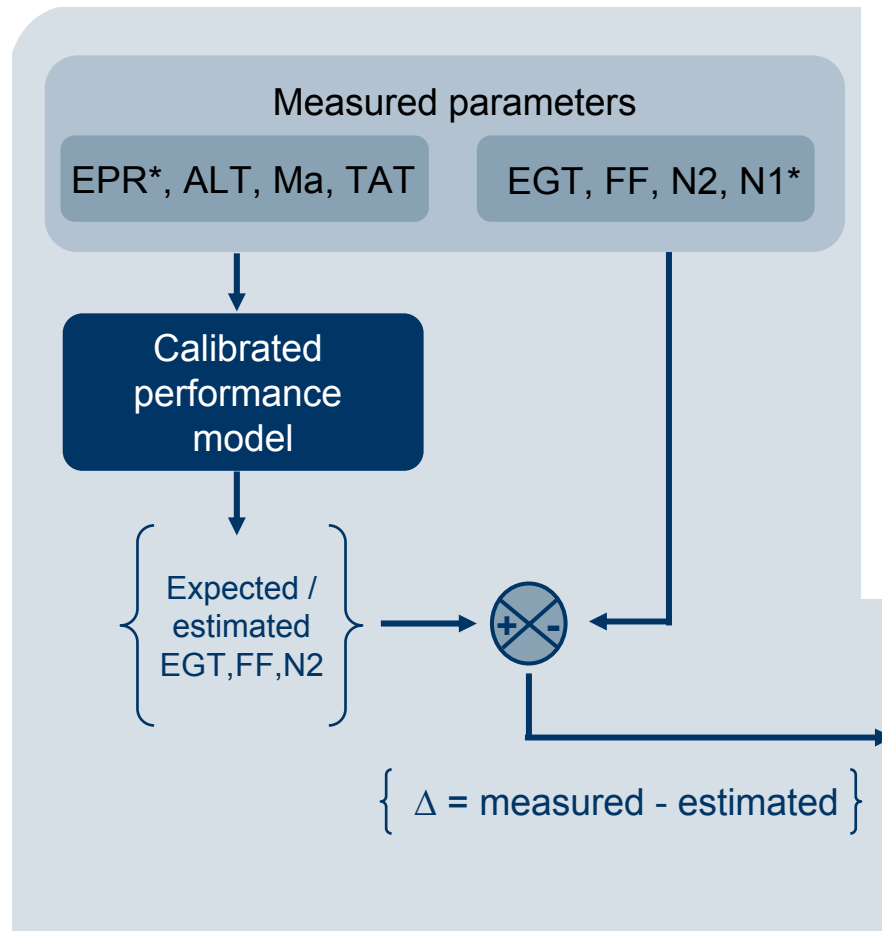 Measured parameters
EPR*, ALT, Ma, TAT
EGT, FF, N2, N1*
Calibrated
performance
model
Expected /
estimated
EGT,FF,N2
+ -
Δ = measured - estimated